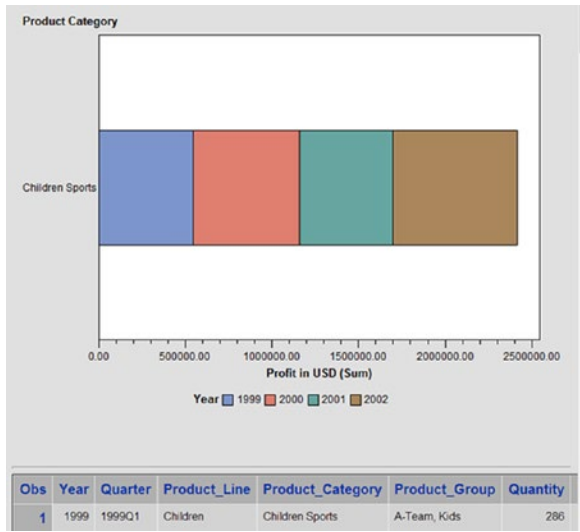 Product Category
Children Sports
0.00 500000.00 1000000.00 1500000.00 2000000.00 2500000.00
Profit in USD (Sum)
Year 1999 2000 2001 2002
Obs Year Quarter Product_Line Product_Category Product_Group Quantity
1 1999 1999Q1 Children Children Sports A-Team, Kids 286